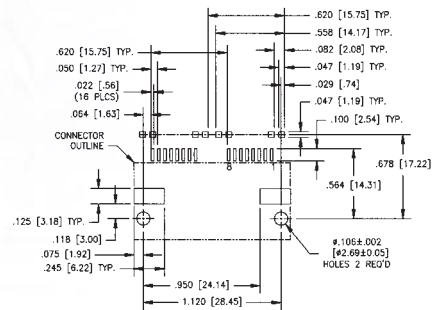 .620 [15.75] TYP.
.558 [14.17] TYP.
.620 [15.75] TYP.
.082 [2.08] TYP.
.050 [1.27] TYP.
.047 [1.19] TYP.
.022 [.56]
(16 PLCS)
.029 [.74]
.047 [1.19] TYP.
.064 [1.63]
.100 [2.54] TYP.
CONNECTOR
OUTLINE
.678 [17.22]
.564 [14.31]
8
.125 [3.18] TYP.
.118 [3.00]
.075 [1.92]
.245 [6.22] TYP.
ø.106±.002
[ø2.69±0.05]
HOLES 2 REQ'D
.950 [24.14]
1.120 [28.45]